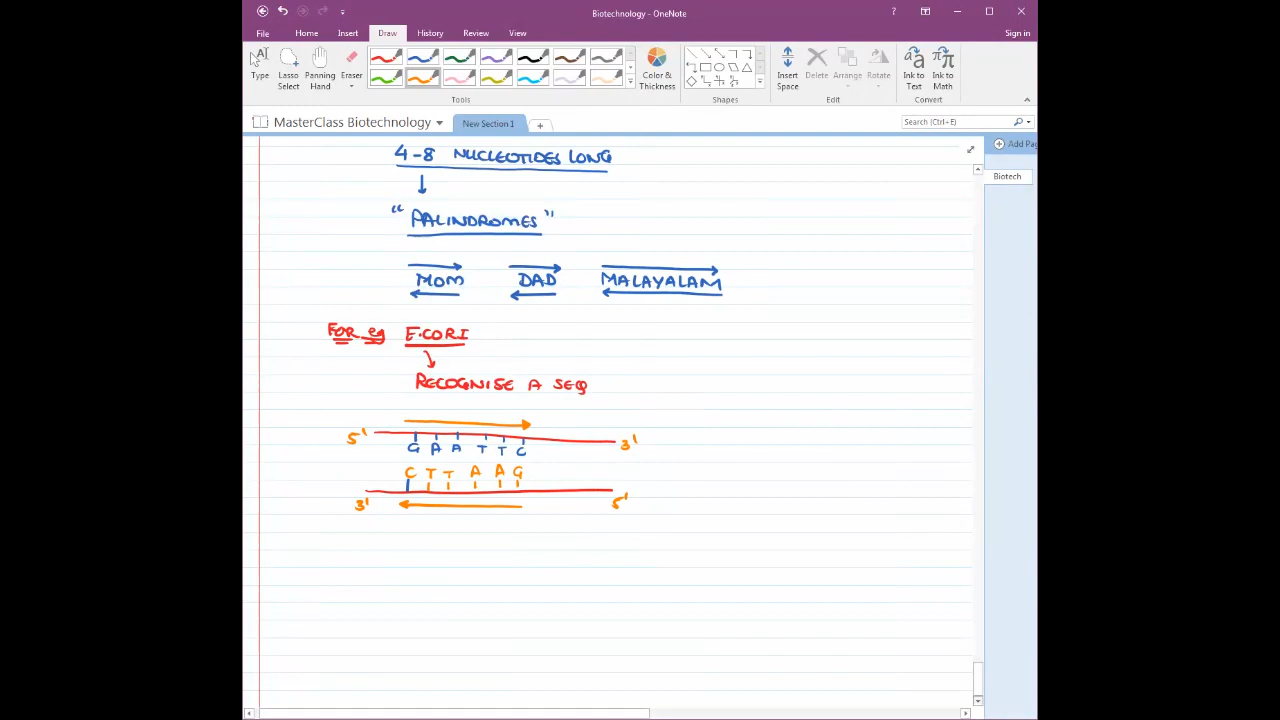 Biotechnology - OneNote
? 
File Home Insert Draw History Review View Sign in
Type Lasso Select Panning Hand Eraser Color & Thickness Insert Space Delete Arrange Rotate Ink to Text Ink to Math
Tools Shapes Edit Convert
MasterClass Biotechnology New Section 1 + Search (Ctrl+E)
Add Pag
Biotech
4-8 NUCLEOTIDES LONG
"PALINDROMES"
MOM DAD MALAYALAM
FOR eg E.CORI
RECOGNISE A SEQ
5' 3'
G A A T T C
C T T A A G
3' 5'